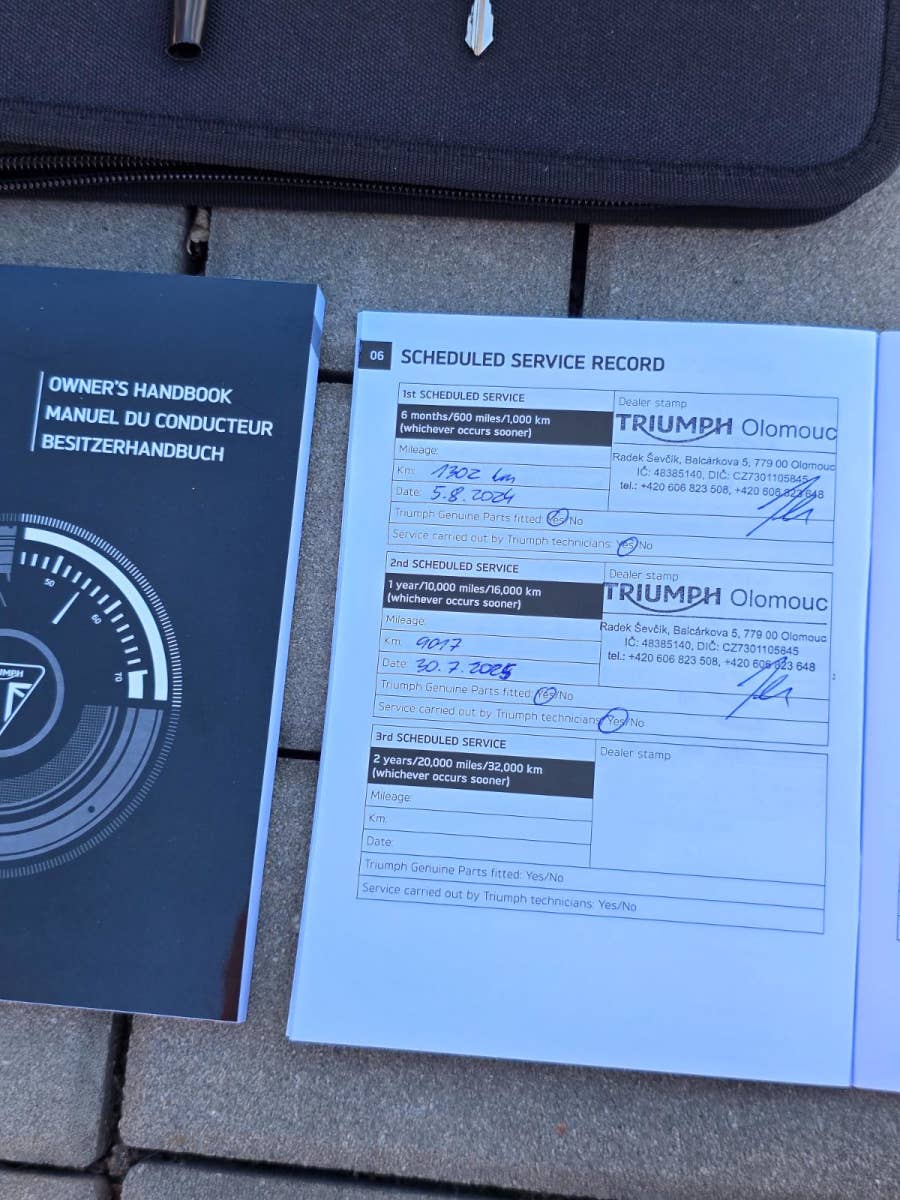 OWNER'S HANDBOOK
MANUEL DU CONDUCTEUR
BESITZERHANDBUCH
50
60
70
06 SCHEDULED SERVICE RECORD
1st SCHEDULED SERVICE
6 months/600 miles/1,000 km
(whichever occurs sooner)
Mileage:
Km: 1302 km
Date: 5.8.2024
Triumph Genuine Parts fitted: Yes/No
Service carried out by Triumph technicians: Yes/No
Dealer stamp
TRIUMPH Olomouc
Radek Ševčík, Balcárkova 5, 779 00 Olomouc
IČ: 48385140, DIČ: CZ7301105845
tel.: +420 606 823 508, +420 606 823 648
2nd SCHEDULED SERVICE
1 year/10,000 miles/16,000 km
(whichever occurs sooner)
Mileage:
Km: 9017
Date: 30.7.2025
Triumph Genuine Parts fitted: Yes/No
Service carried out by Triumph technicians: Yes/No
Dealer stamp
TRIUMPH Olomouc
Radek Ševčík, Balcárkova 5, 779 00 Olomouc
IČ: 48385140, DIČ: CZ7301105845
tel.: +420 606 823 508, +420 606 823 648
3rd SCHEDULED SERVICE
2 years/20,000 miles/32,000 km
(whichever occurs sooner)
Mileage:
Km:
Date:
Triumph Genuine Parts fitted: Yes/No
Service carried out by Triumph technicians: Yes/No
Dealer stamp